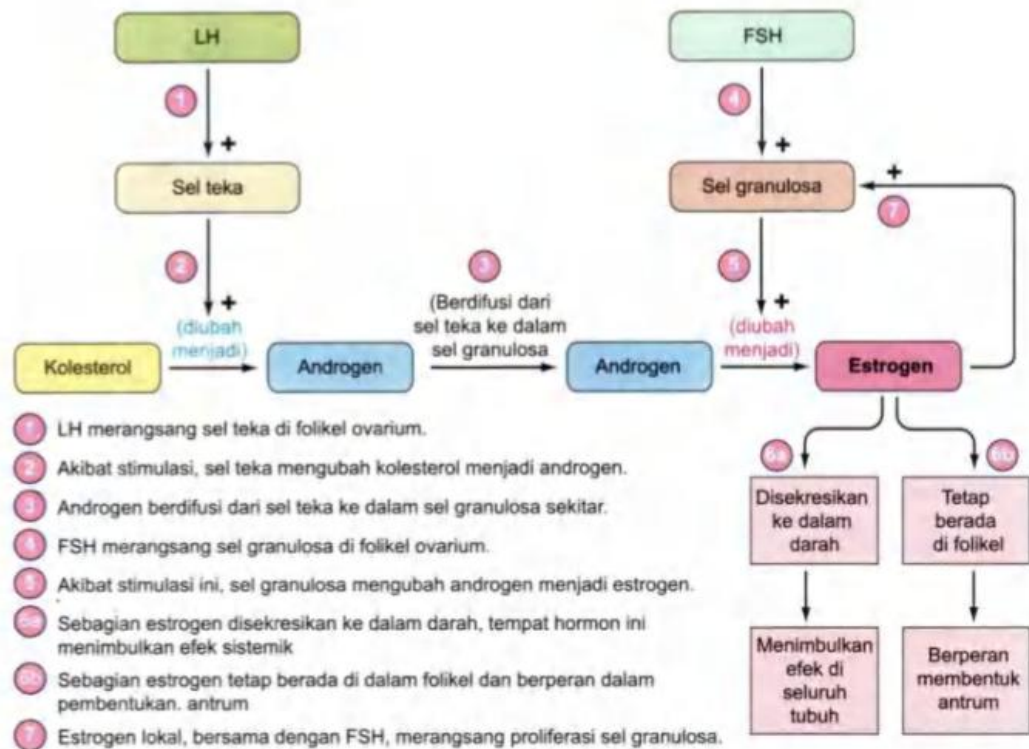 LH
FSH
1
4
+
+
Sel teka
Sel granulosa
+
7
2
3
5
+
(Berdifusi dari
sel teka ke dalam
sel granulosa
+
(diubah
menjadi)
(diubah
menjadi)
Kolesterol
Androgen
Androgen
Estrogen
1 LH merangsang sel teka di folikel ovarium.
2 Akibat stimulasi, sel teka mengubah kolesterol menjadi androgen.
3 Androgen berdifusi dari sel teka ke dalam sel granulosa sekitar.
4 FSH merangsang sel granulosa di folikel ovarium.
5 Akibat stimulasi ini, sel granulosa mengubah androgen menjadi estrogen.
6a Sebagian estrogen disekresikan ke dalam darah, tempat hormon ini
menimbulkan efek sistemik
6b Sebagian estrogen tetap berada di dalam folikel dan berperan dalam
pembentukan. antrum
7 Estrogen lokal, bersama dengan FSH, merangsang proliferasi sel granulosa.
6a
6b
Disekresikan
ke dalam
darah
Tetap
berada
di folikel
Menimbulkan
efek di
seluruh
tubuh
Berperan
membentuk
antrum